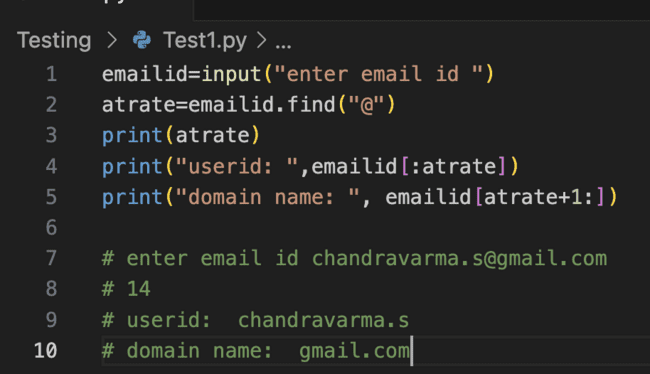 Testing > Test1.py > ...
1 emailid=input("enter email id ")
2 atrate=emailid.find("@")
3 print(atrate)
4 print("userid: ",emailid[:atrate])
5 print("domain name: ", emailid[atrate+1:])
6
7 # enter email id chandravarma.s@gmail.com
8 # 14
9 # userid:  chandravarma.s
10 # domain name:  gmail.com